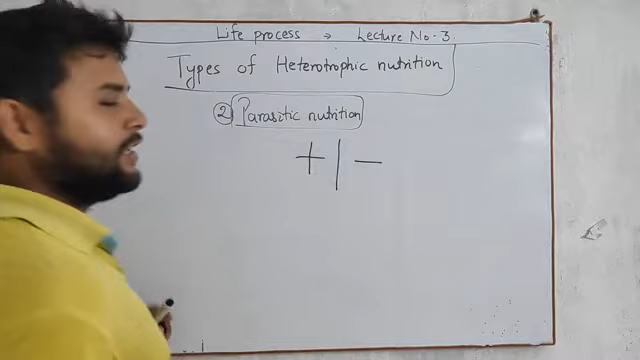 Life process → Lecture No. 3.
Types of Heterotrophic nutrition
② Parasitic nutrition
+ | −